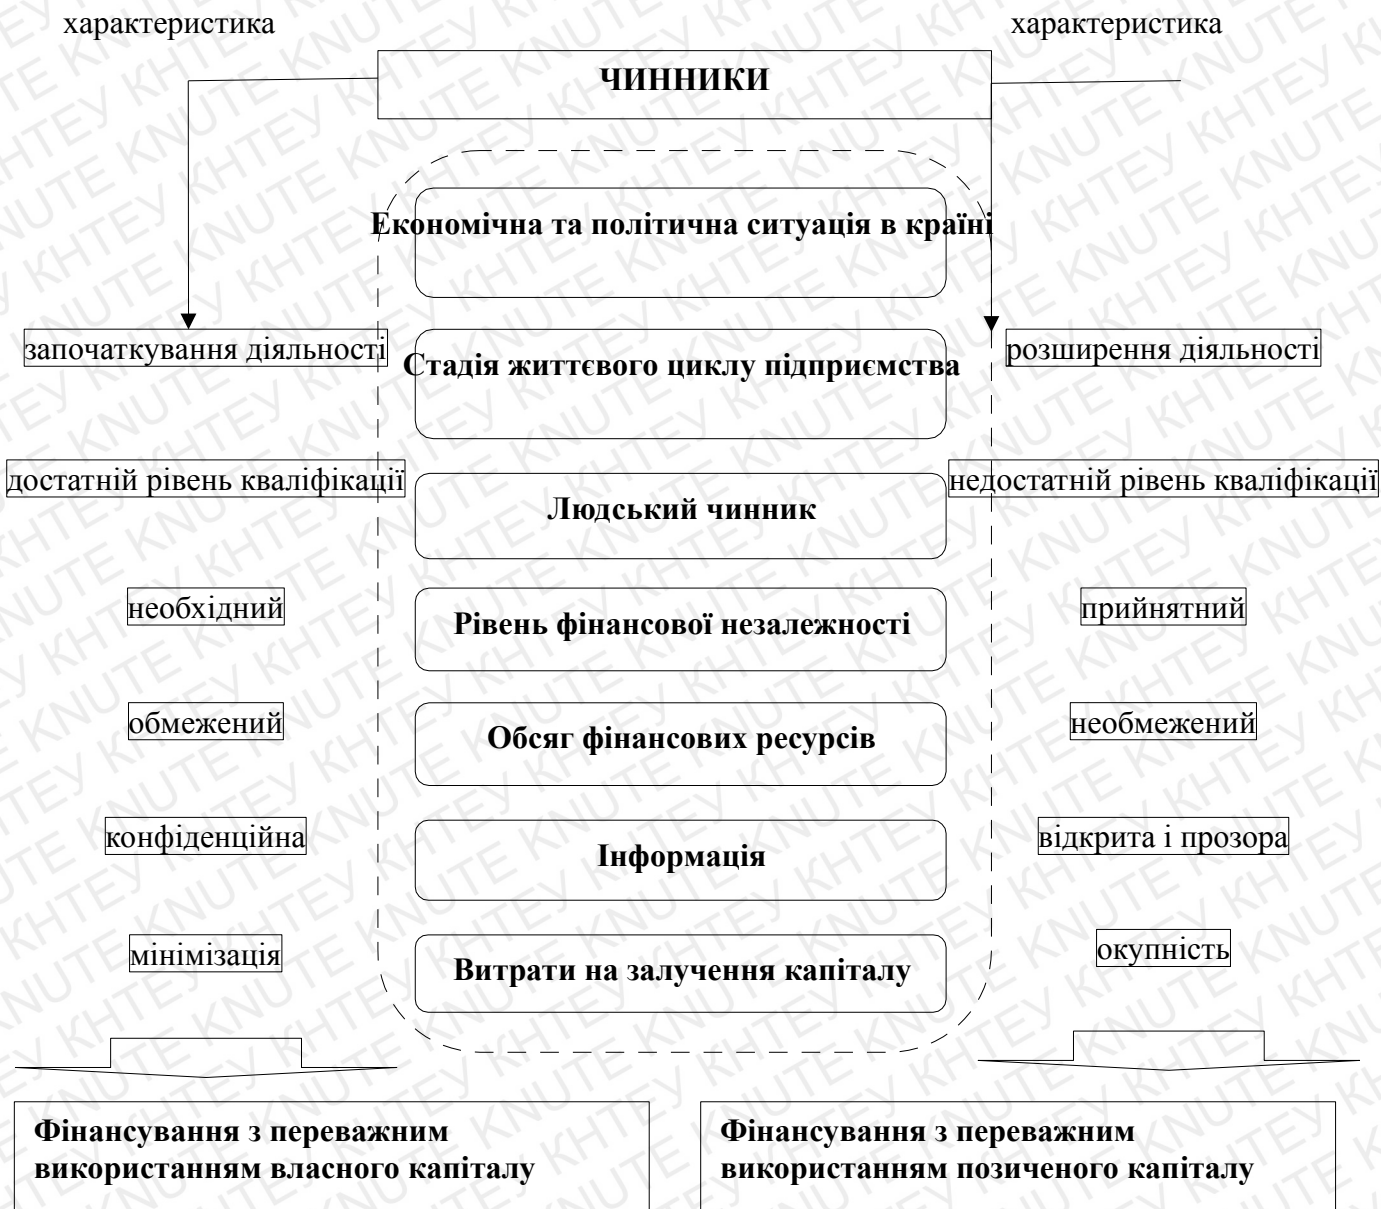 характеристика
характеристика
ЧИННИКИ
Економічна та політична ситуація в країні
започаткування діяльності
Стадія життєвого циклу підприємства
розширення діяльності
достатній рівень кваліфікації
Людський чинник
недостатній рівень кваліфікації
необхідний
Рівень фінансової незалежності
прийнятний
обмежений
Обсяг фінансових ресурсів
необмежений
конфіденційна
Інформація
відкрита і прозора
мінімізація
Витрати на залучення капіталу
окупність
Фінансування з переважним
використанням власного капіталу
Фінансування з переважним
використанням позиченого капіталу
КНТЕУ KNUTE